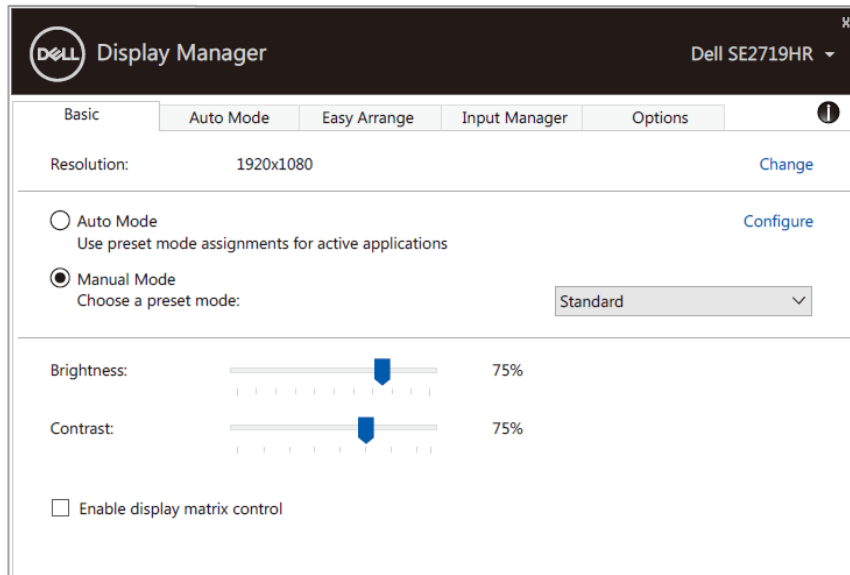 DELL Display Manager
Dell SE2719HR
Basic Auto Mode Easy Arrange Input Manager Options
Resolution: 1920x1080 Change
Auto Mode Configure
Use preset mode assignments for active applications
Manual Mode
Choose a preset mode: Standard
Brightness: 75%
Contrast: 75%
Enable display matrix control